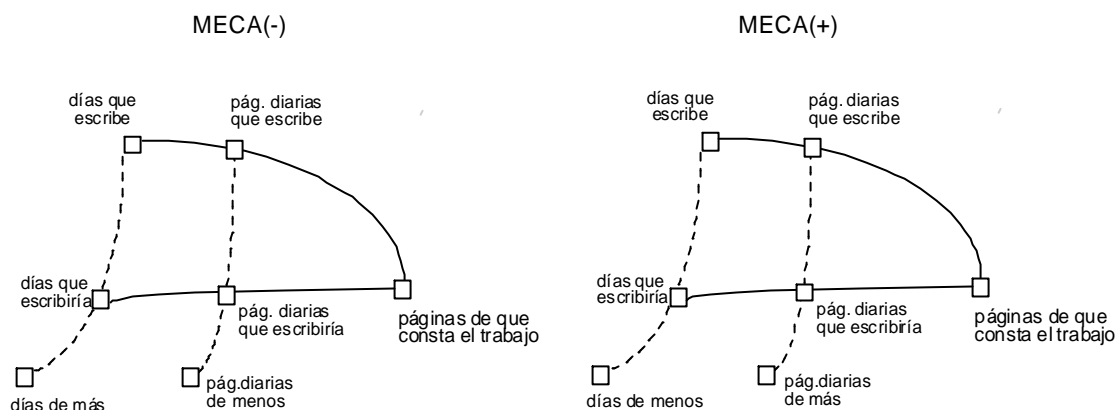 MECA(-)
días que
escribe
pág. diarias
que escribe
días que
escribiría
pág. diarias
que escribiría
páginas de que
consta el trabajo
días de más
pág.diarias
de menos
MECA(+)
días que
escribe
pág. diarias
que escribe
días que
escribiría
pág. diarias
que escribiría
páginas de que
consta el trabajo
días de menos
pág.diarias
de más